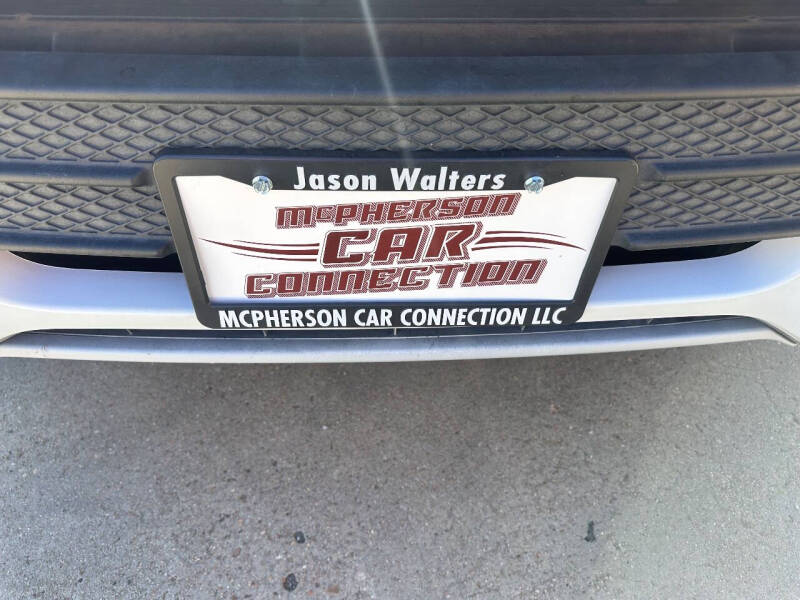 Jason Walters
McPHERSON
CAR
CONNECTION
MCPHERSON CAR CONNECTION LLC